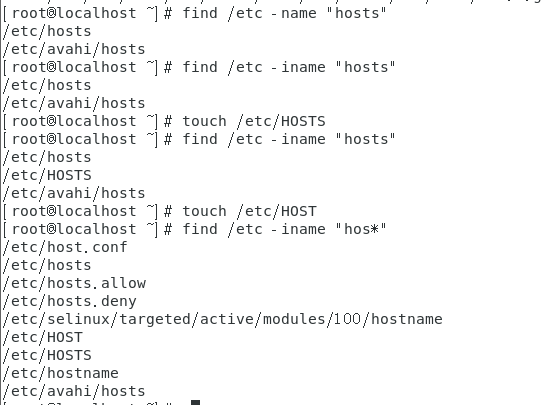 [root@localhost ~]# find /etc -name "hosts"
/etc/hosts
/etc/avahi/hosts
[root@localhost ~]# find /etc -iname "hosts"
/etc/hosts
/etc/avahi/hosts
[root@localhost ~]# touch /etc/HOSTS
[root@localhost ~]# find /etc -iname "hosts"
/etc/hosts
/etc/HOSTS
/etc/avahi/hosts
[root@localhost ~]# touch /etc/HOST
[root@localhost ~]# find /etc -iname "hos*"
/etc/host.conf
/etc/hosts
/etc/hosts.allow
/etc/hosts.deny
/etc/selinux/targeted/active/modules/100/hostname
/etc/HOST
/etc/HOSTS
/etc/hostname
/etc/avahi/hosts